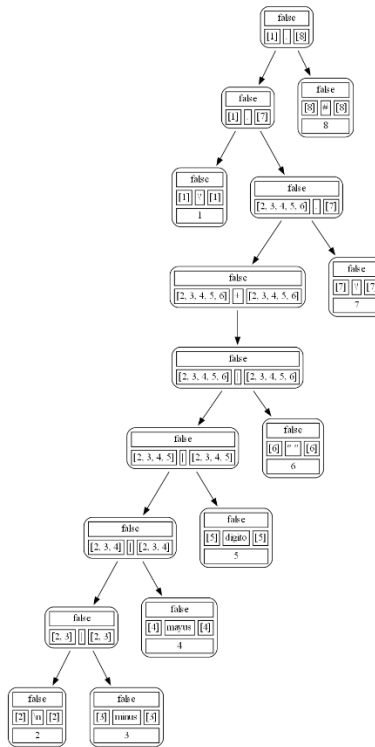 false
[1] . [8]
false
[8] # [8]
8
false
[1] . [7]
false
[1] \' [1]
1
false
[2, 3, 4, 5, 6] . [7]
false
[7] \' [7]
7
false
[2, 3, 4, 5, 6] + [2, 3, 4, 5, 6]
false
[2, 3, 4, 5, 6] | [2, 3, 4, 5, 6]
false
[6] " " [6]
6
false
[2, 3, 4, 5] | [2, 3, 4, 5]
false
[5] digito [5]
5
false
[2, 3, 4] | [2, 3, 4]
false
[4] mayus [4]
4
false
[2, 3] | [2, 3]
false
[2] \n [2]
2
false
[3] minus [3]
3